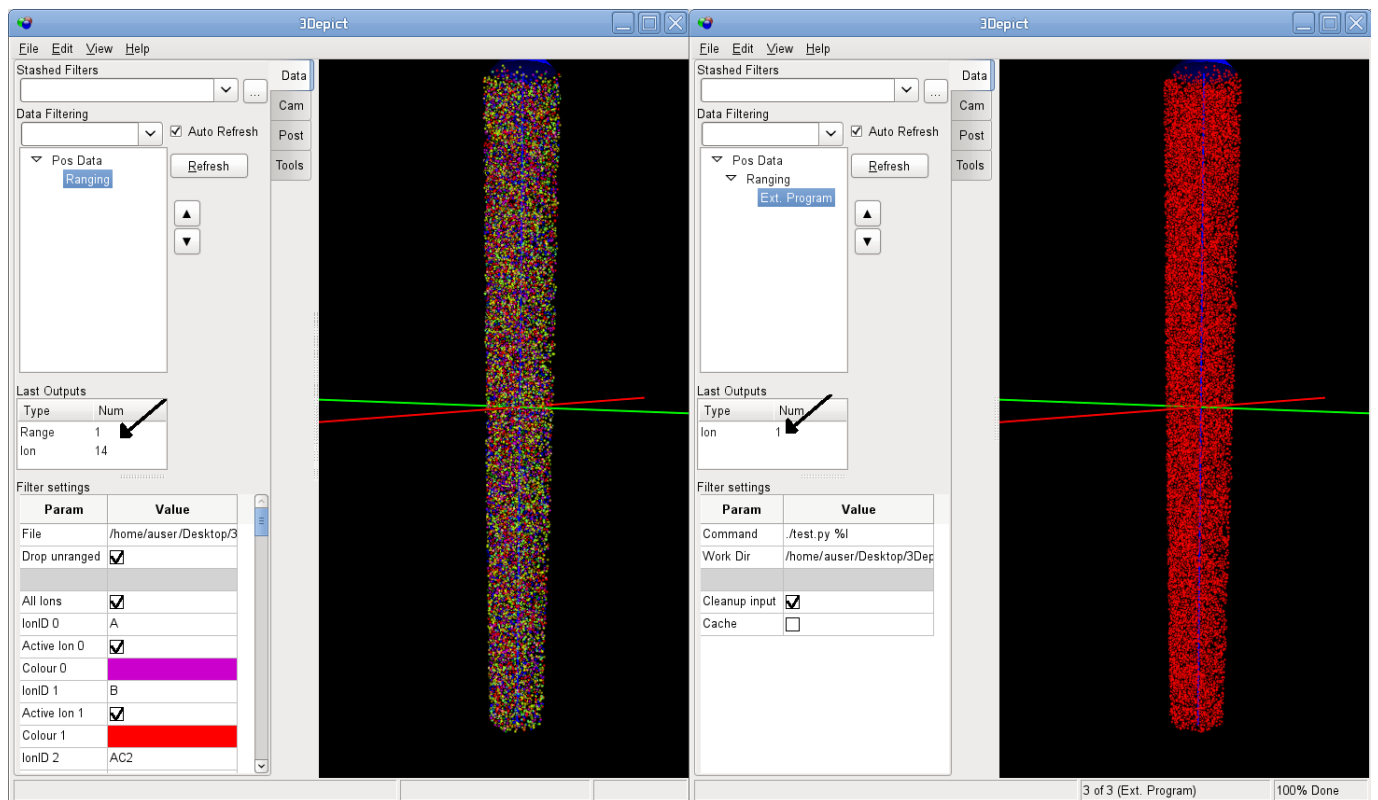 3Depict
File Edit View Help
Stashed Filters
...
Data Filtering
Auto Refresh
Pos Data
Ranging
Refresh
Data
Cam
Post
Tools
Last Outputs
Type Num
Range 1
Ion 14
Filter settings
Param Value
File /home/auser/Desktop/3
Drop unranged
All Ions
IonID 0 A
Active Ion 0
Colour 0
IonID 1 B
Active Ion 1
Colour 1
IonID 2 AC2
3Depict
File Edit View Help
Stashed Filters
...
Data Filtering
Auto Refresh
Pos Data
Ranging
Ext. Program
Refresh
Data
Cam
Post
Tools
Last Outputs
Type Num
Ion 1
Filter settings
Param Value
Command ./test.py %I
Work Dir /home/auser/Desktop/3Dep
Cleanup input
Cache
3 of 3 (Ext. Program) 100% Done